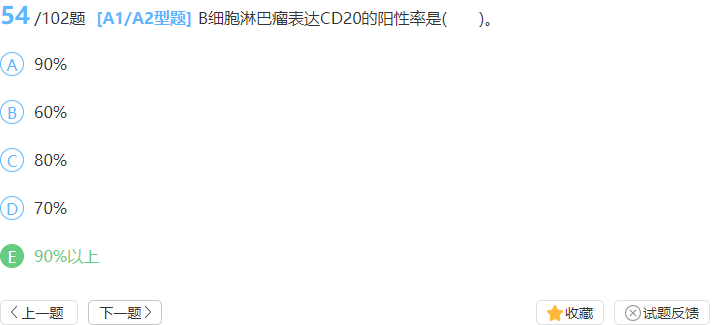 54 /102题 [A1/A2型题] B细胞淋巴瘤表达CD20的阳性率是( )。
A 90%
B 60%
C 80%
D 70%
E 90%以上
上一题 下一题 收藏 试题反馈